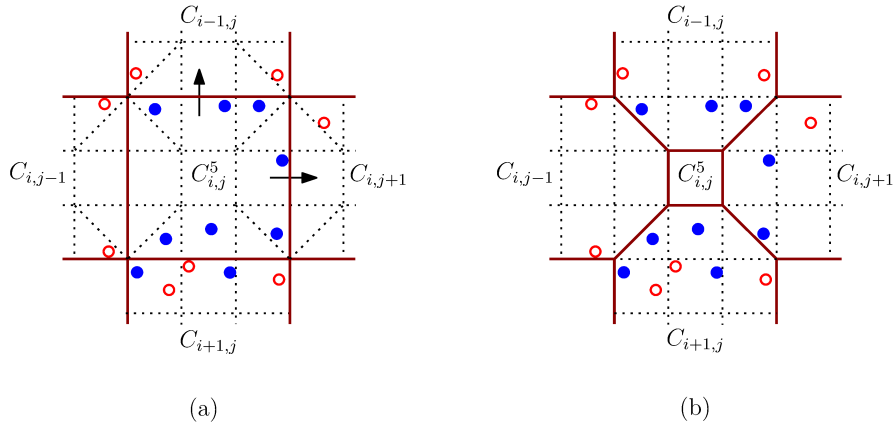 C_{i−1,j} C_{i−1,j}
C_{i,j−1} C^5_{i,j} C_{i,j+1} C_{i,j−1} C^5_{i,j} C_{i,j+1}
C_{i+1,j} C_{i+1,j}
(a) (b)